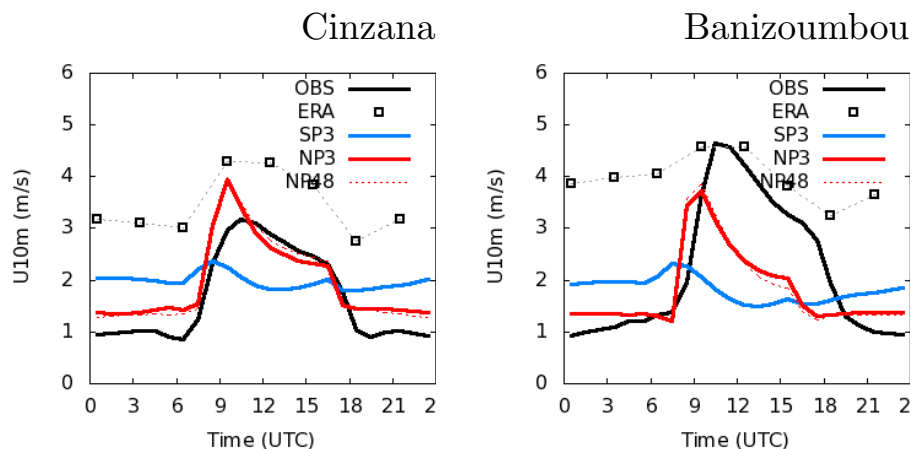 Cinzana
6
5
4
3
2
1
0
U10m (m/s)
OBS
ERA
SP3
NP3
NP48
0 3 6 9 12 15 18 21 2
Time (UTC)
Banizoumbou
6
5
4
3
2
1
0
U10m (m/s)
OBS
ERA
SP3
NP3
NP48
0 3 6 9 12 15 18 21 2
Time (UTC)